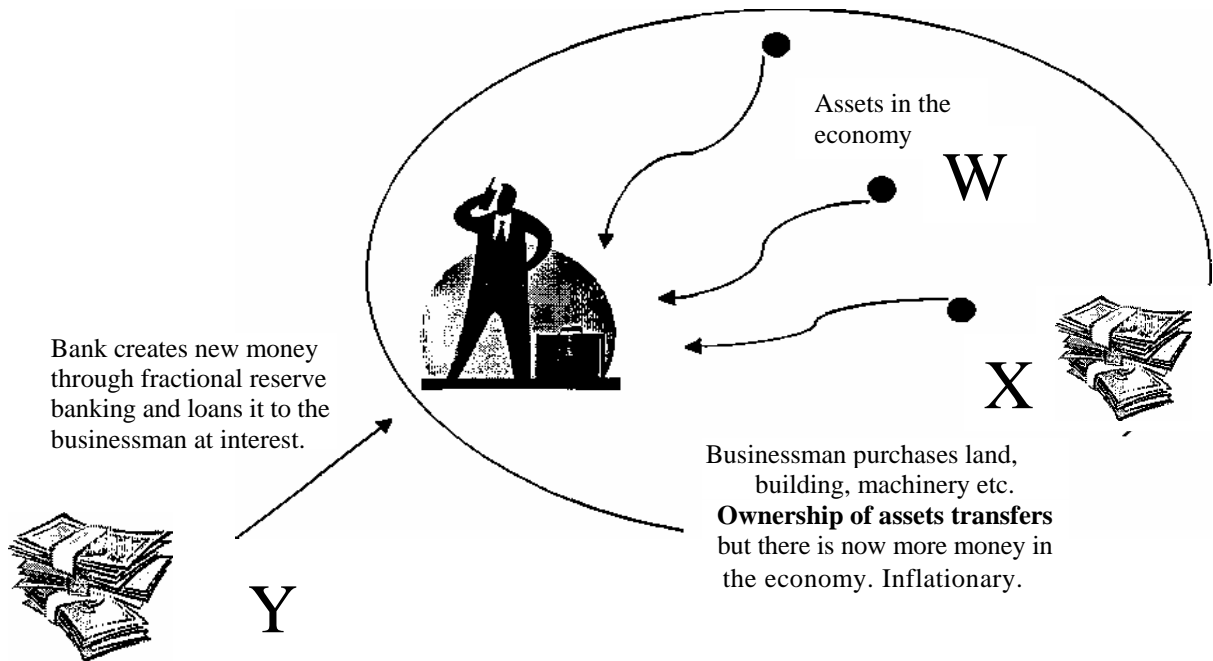 Assets in the
economy
W
X
Bank creates new money
through fractional reserve
banking and loans it to the
businessman at interest.
Businessman purchases land,
building, machinery etc.
Ownership of assets transfers
but there is now more money in
the economy. Inflationary.
Y